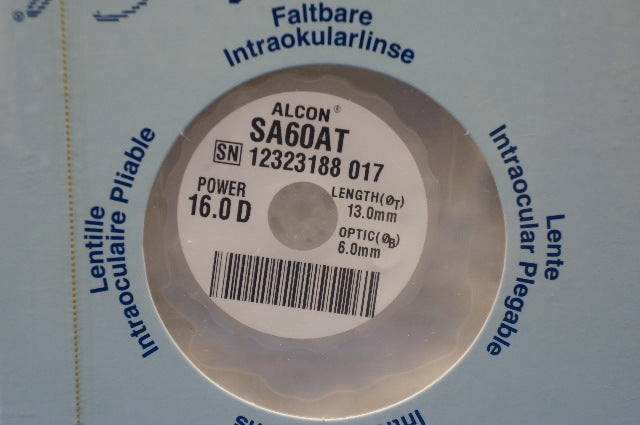 Faltbare
Intraokularlinse
ALCON®
SA60AT
SN 12323188 017
POWER
16.0 D
LENGTH(ØT)
13.0mm
OPTIC(ØB)
6.0mm
Lentille
Intraoculaire Pliable
Lente
Intraocular Plegable